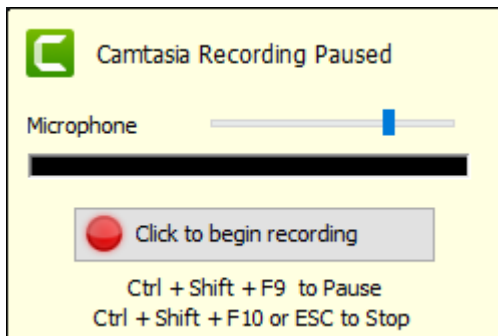 Camtasia Recording Paused
Microphone
Click to begin recording
Ctrl + Shift + F9 to Pause
Ctrl + Shift + F10 or ESC to Stop